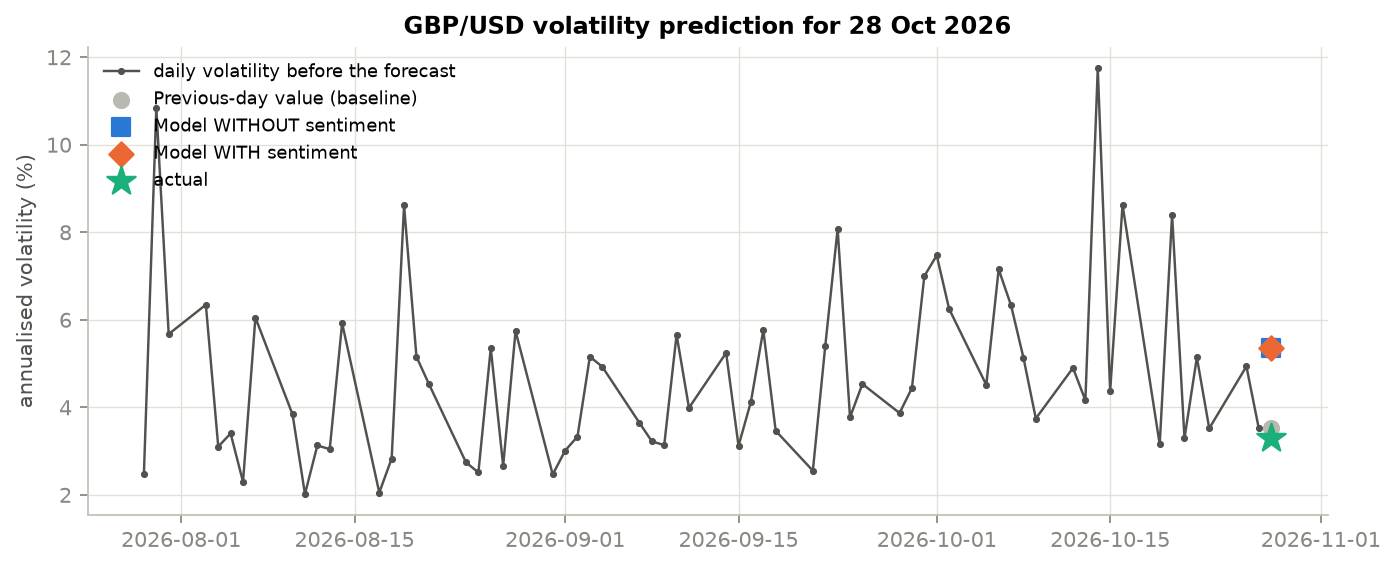 GBP/USD volatility prediction for 28 Oct 2026
annualised volatility (%)
12
10
8
6
4
2
daily volatility before the forecast
Previous-day value (baseline)
Model WITHOUT sentiment
Model WITH sentiment
actual
2026-08-01
2026-08-15
2026-09-01
2026-09-15
2026-10-01
2026-10-15
2026-11-01